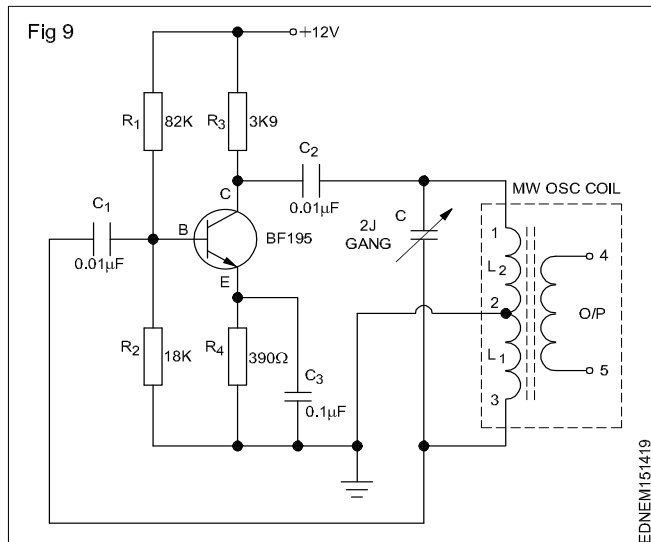 Fig 9
+12V
R1
82K
R3
3K9
C2
0.01µF
C
MW OSC COIL
C1
0.01µF
B
BF195
2J
GANG
C
1
L2
4
E
2
O/P
R2
18K
R4
390Ω
C3
0.1µF
L1
3
5
EDNEM151419